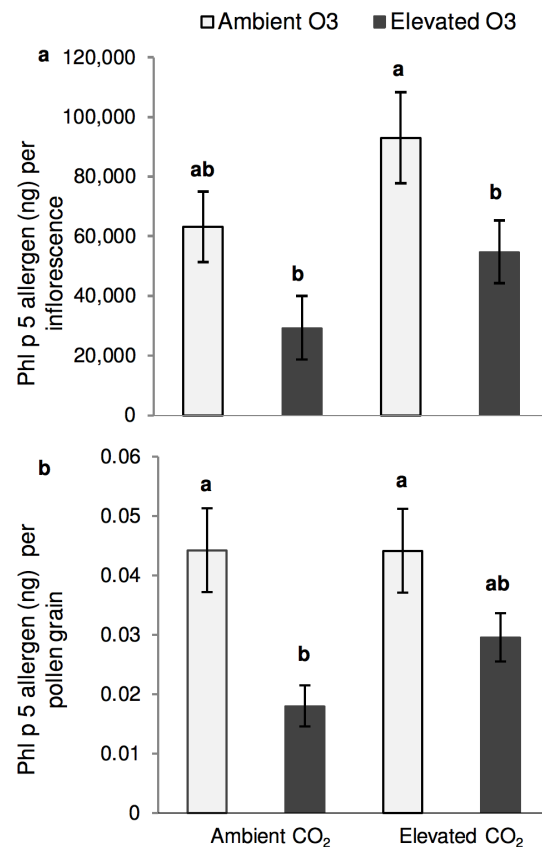 Ambient O3 Elevated O3
a
Phl p 5 allergen (ng) per
inflorescence
120,000
100,000
80,000
60,000
40,000
20,000
0
ab
b
a
b
b
Phl p 5 allergen (ng) per
pollen grain
0.06
0.05
0.04
0.03
0.02
0.01
0
a
b
a
ab
Ambient CO₂ Elevated CO₂